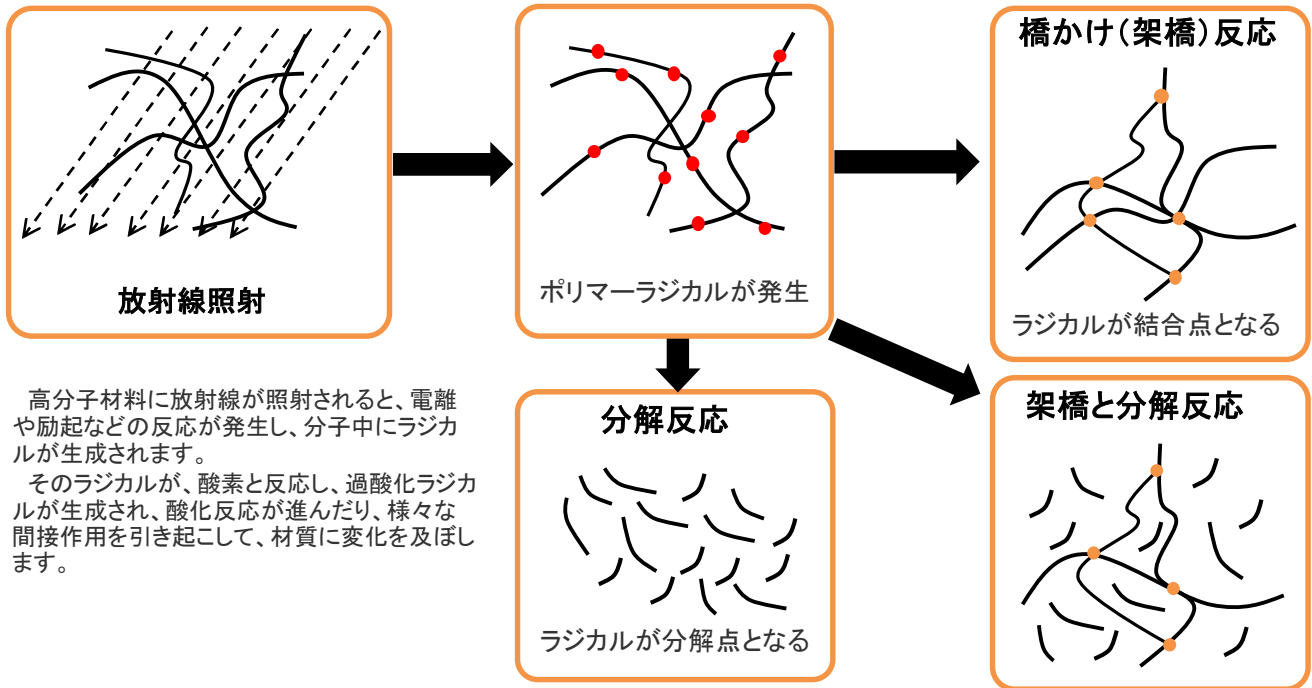 放射線照射
ポリマーラジカルが発生
橋かけ(架橋)反応
ラジカルが結合点となる
高分子材料に放射線が照射されると、電離
や励起などの反応が発生し、分子中にラジカ
ルが生成されます。
そのラジカルが、酸素と反応し、過酸化ラジカ
ルが生成され、酸化反応が進んだり、様々な
間接作用を引き起こして、材質に変化を及ぼし
ます。
分解反応
ラジカルが分解点となる
架橋と分解反応